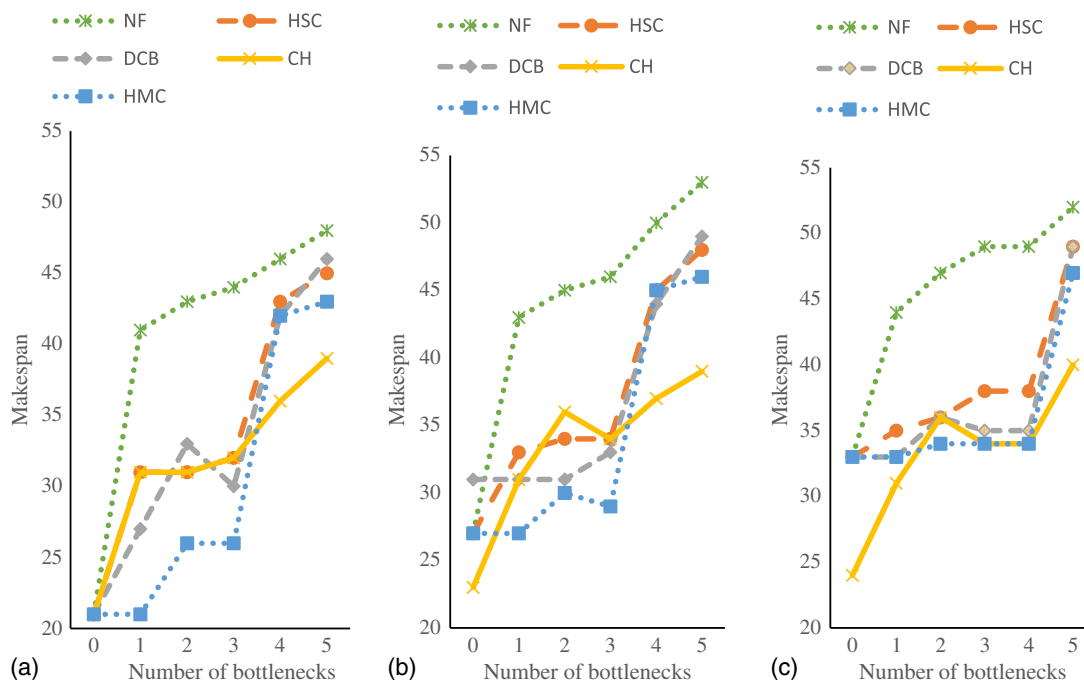 NF HSC
DCB CH
HMC
55
50
45
40
35
30
25
20
0 1 2 3 4 5
Makespan
Number of bottlenecks
(a)
NF HSC
DCB CH
HMC
55
50
45
40
35
30
25
20
0 1 2 3 4 5
Makespan
Number of bottlenecks
(b)
NF HSC
DCB CH
HMC
55
50
45
40
35
30
25
20
0 1 2 3 4 5
Makespan
Number of bottlenecks
(c)